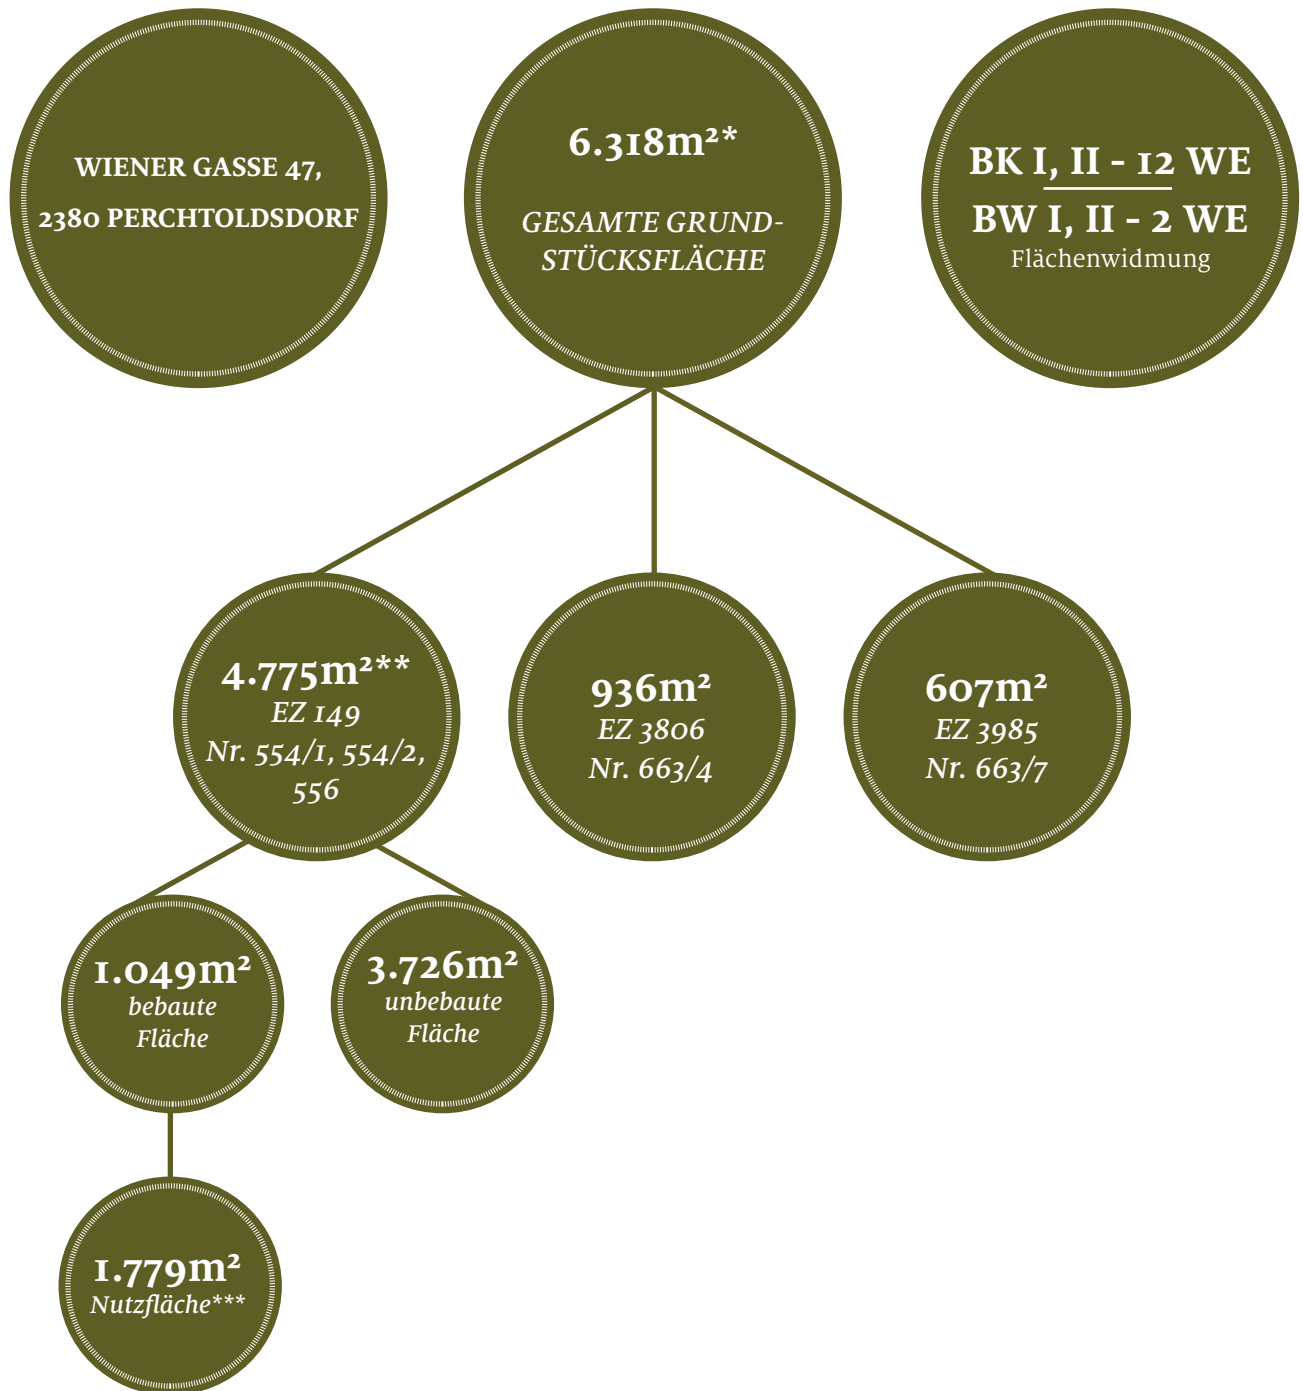 WIENER GASSE 47,
2380 PERCHTOLDSDORF
6.318m²*
GESAMTE GRUND-
STÜCKSFLÄCHE
BK I, II - 12 WE
BW I, II - 2 WE
Flächenwidmung
4.775m²**
EZ 149
Nr. 554/1, 554/2,
556
936m²
EZ 3806
Nr. 663/4
607m²
EZ 3985
Nr. 663/7
1.049m²
bebaute
Fläche
3.726m²
unbebaute
Fläche
1.779m²
Nutzfläche***